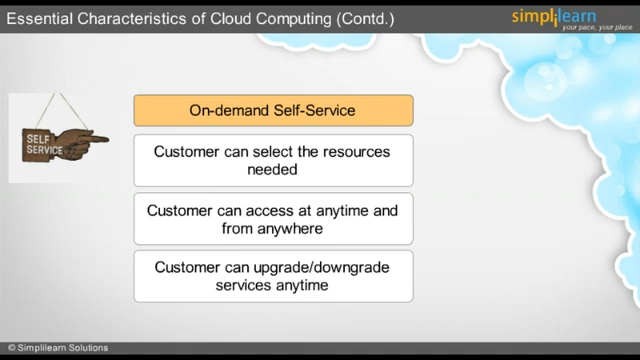 Essential Characteristics of Cloud Computing (Contd.)
simplilearn
your pace, your place
On-demand Self-Service
SELF
SERVICE
Customer can select the resources
needed
Customer can access at anytime and
from anywhere
Customer can upgrade/downgrade
services anytime
© Simplilearn Solutions